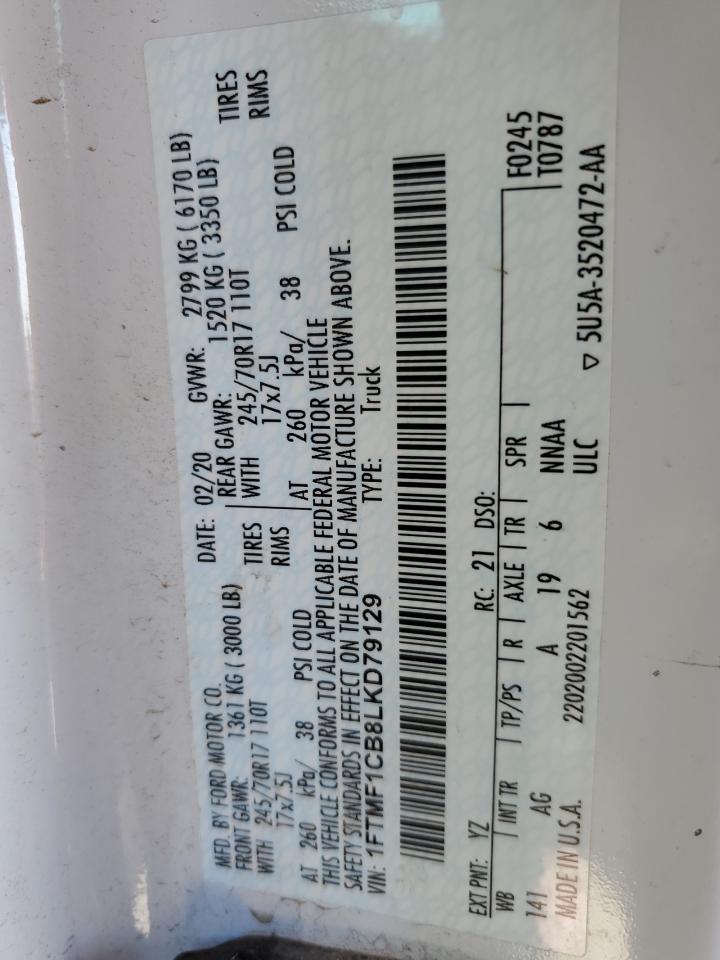 MFD. BY FORD MOTOR CO. DATE: 02/20 GVWR: 2799 KG ( 6170 LB)
FRONT GAWR: 1361 KG ( 3000 LB) REAR GAWR: 1520 KG ( 3350 LB)
WITH 245/70R17 110T TIRES WITH 245/70R17 110T TIRES
17x7.5J RIMS 17x7.5J RIMS
AT 260 kPa/ 38 PSI COLD AT 260 kPa/ 38 PSI COLD
THIS VEHICLE CONFORMS TO ALL APPLICABLE FEDERAL MOTOR VEHICLE
SAFETY STANDARDS IN EFFECT ON THE DATE OF MANUFACTURE SHOWN ABOVE.
VIN: 1FTMF1CB8LKD79129 TYPE: Truck
EXT PNT: YZ RC: 21 DSO: F0245
WB INT TR TP/PS R AXLE TR SPR T0787
141 AG A 19 6 NNAA
MADE IN U.S.A. 2202002201562 ULC ▽ 5U5A-3520472-AA